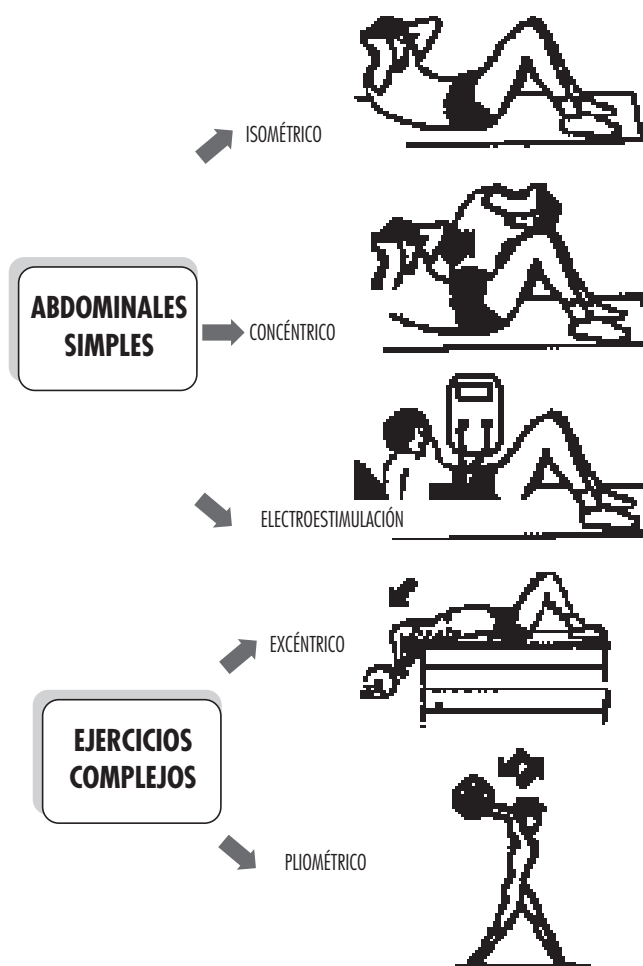 ISOMÉTRICO
ABDOMINALES
SIMPLES
CONCÉNTRICO
ELECTROESTIMULACIÓN
EXCÉNTRICO
EJERCICIOS
COMPLEJOS
PLIOMÉTRICO